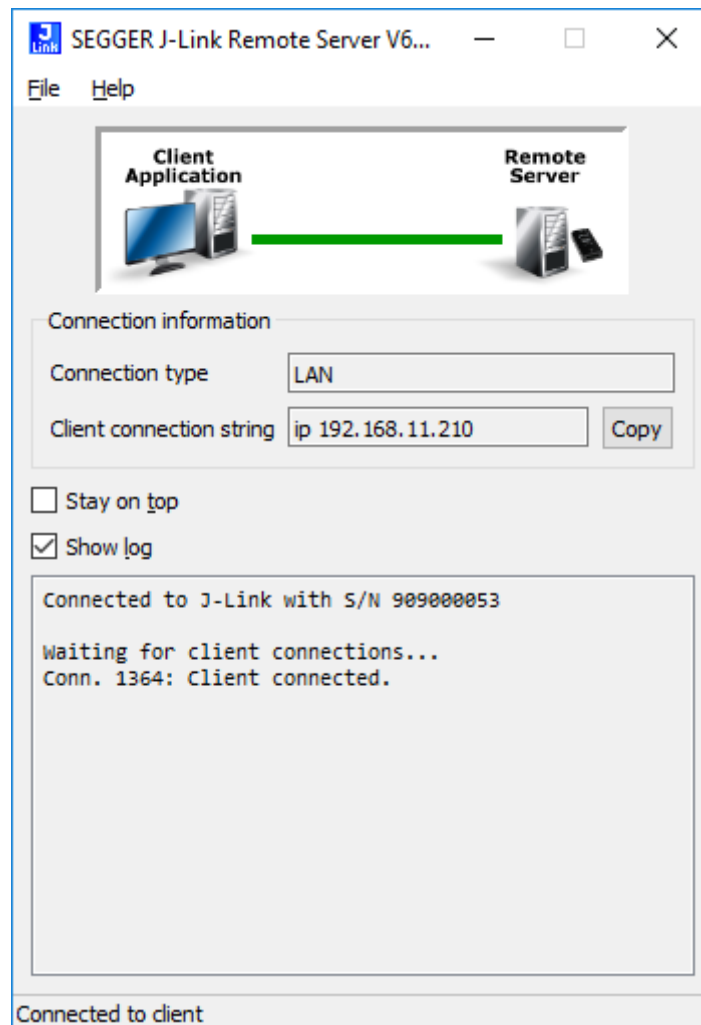 J
Link
SEGGER J-Link Remote Server V6...
File Help
Client Application
Remote Server
Connection information
Connection type
LAN
Client connection string
ip 192.168.11.210
Copy
Stay on top
Show log
Connected to J-Link with S/N 909000053
Waiting for client connections...
Conn. 1364: Client connected.
Connected to client